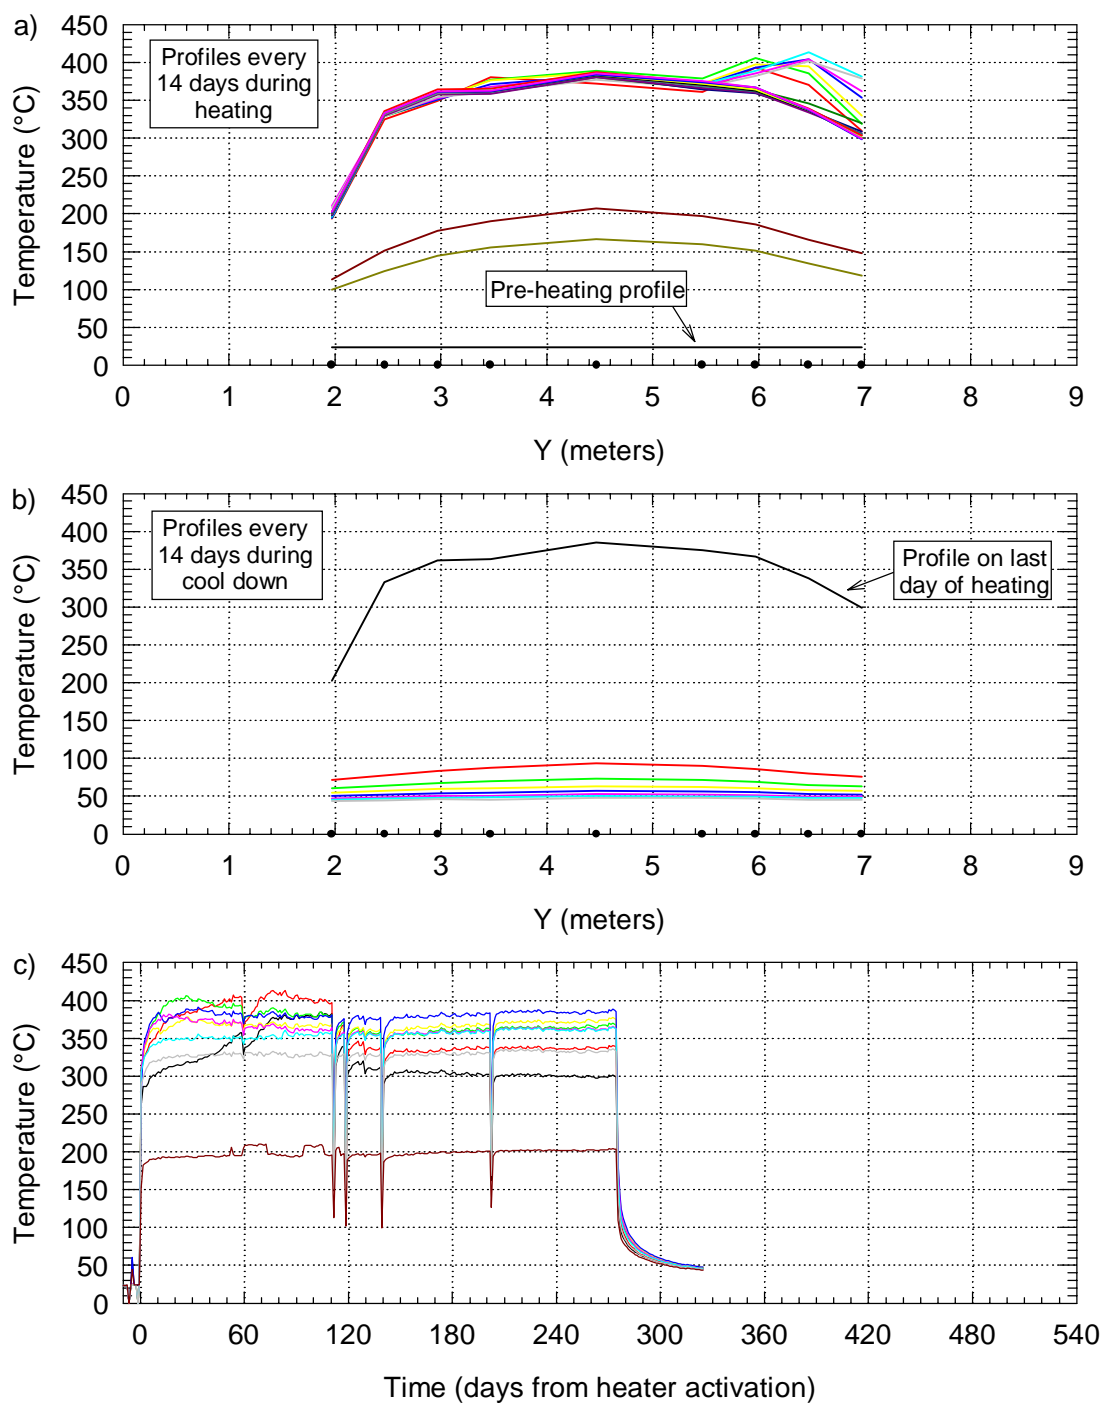 a)
450
400
350
300
250
200
150
100
50
0
Temperature (°C)
Profiles every
14 days during
heating
Pre-heating profile
0 1 2 3 4 5 6 7 8 9
Y (meters)
b)
450
400
350
300
250
200
150
100
50
0
Temperature (°C)
Profiles every
14 days during
cool down
Profile on last
day of heating
0 1 2 3 4 5 6 7 8 9
Y (meters)
c)
450
400
350
300
250
200
150
100
50
0
Temperature (°C)
0 60 120 180 240 300 360 420 480 540
Time (days from heater activation)